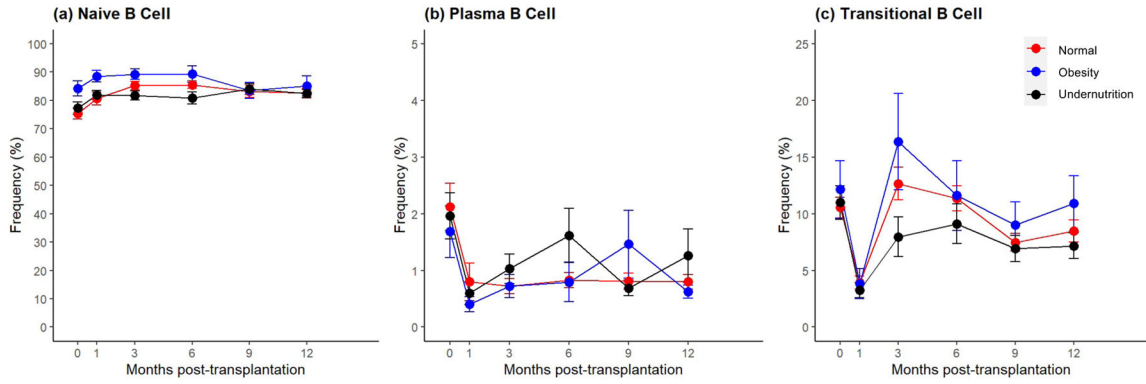 (a) Naive B Cell
100
90
80
70
60
50
40
30
20
10
0
Frequency (%)
0 1 3 6 9 12
Months post-transplantation
(b) Plasma B Cell
5
4
3
2
1
0
Frequency (%)
0 1 3 6 9 12
Months post-transplantation
(c) Transitional B Cell
25
20
15
10
5
0
Frequency (%)
0 1 3 6 9 12
Months post-transplantation
Normal
Obesity
Undernutrition